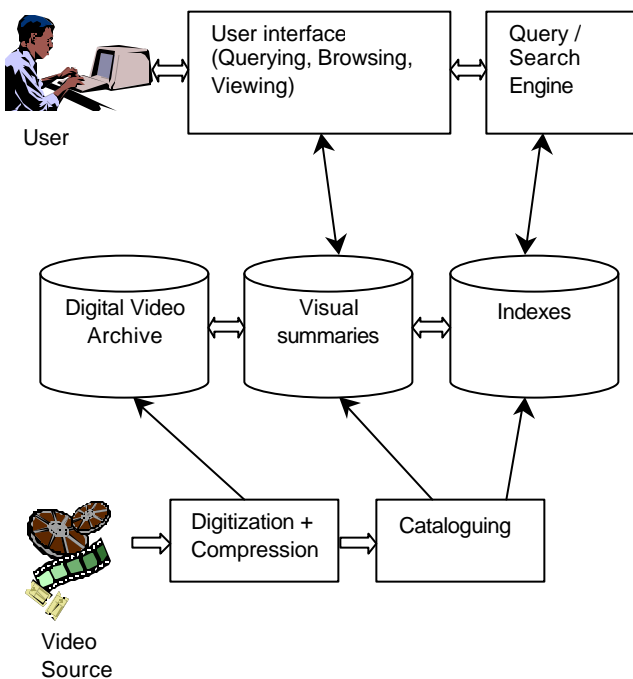 User interface
(Querying, Browsing,
Viewing)
Query /
Search
Engine
User
Digital Video
Archive
Visual
summaries
Indexes
Digitization +
Compression
Cataloguing
Video
Source